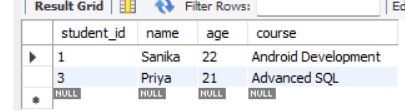 Result Grid Filter Rows: Ed
student_id name age course
1 Sanika 22 Android Development
3 Priya 21 Advanced SQL
NULL NULL NULL NULL